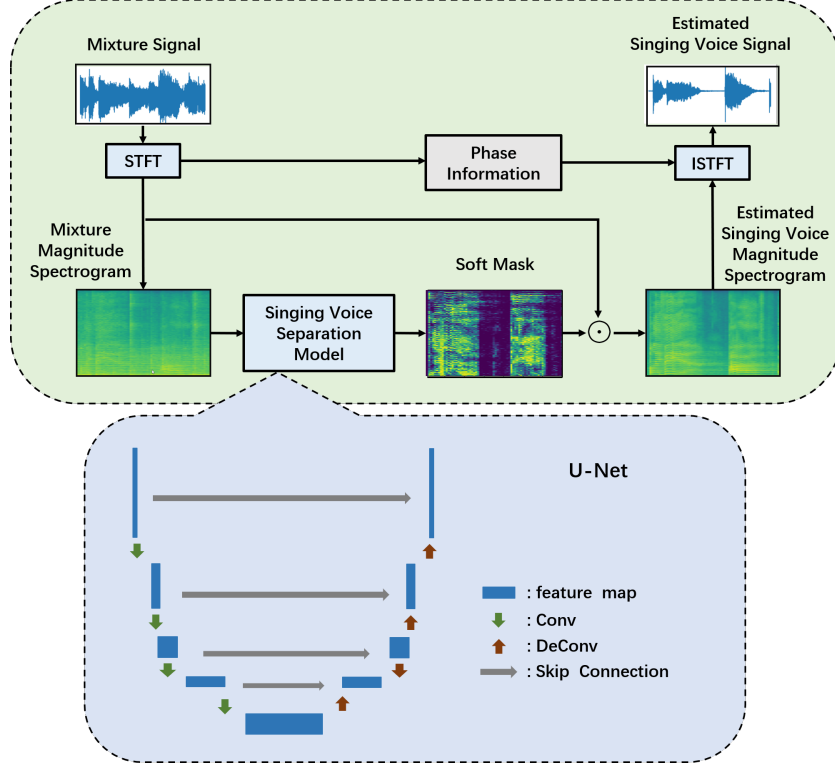 Mixture Signal
Estimated
Singing Voice Signal
STFT
Phase
Information
ISTFT
Mixture
Magnitude
Spectrogram
Estimated
Singing Voice
Magnitude
Spectrogram
Soft Mask
Singing Voice
Separation
Model
U-Net
: feature map
: Conv
: DeConv
: Skip Connection